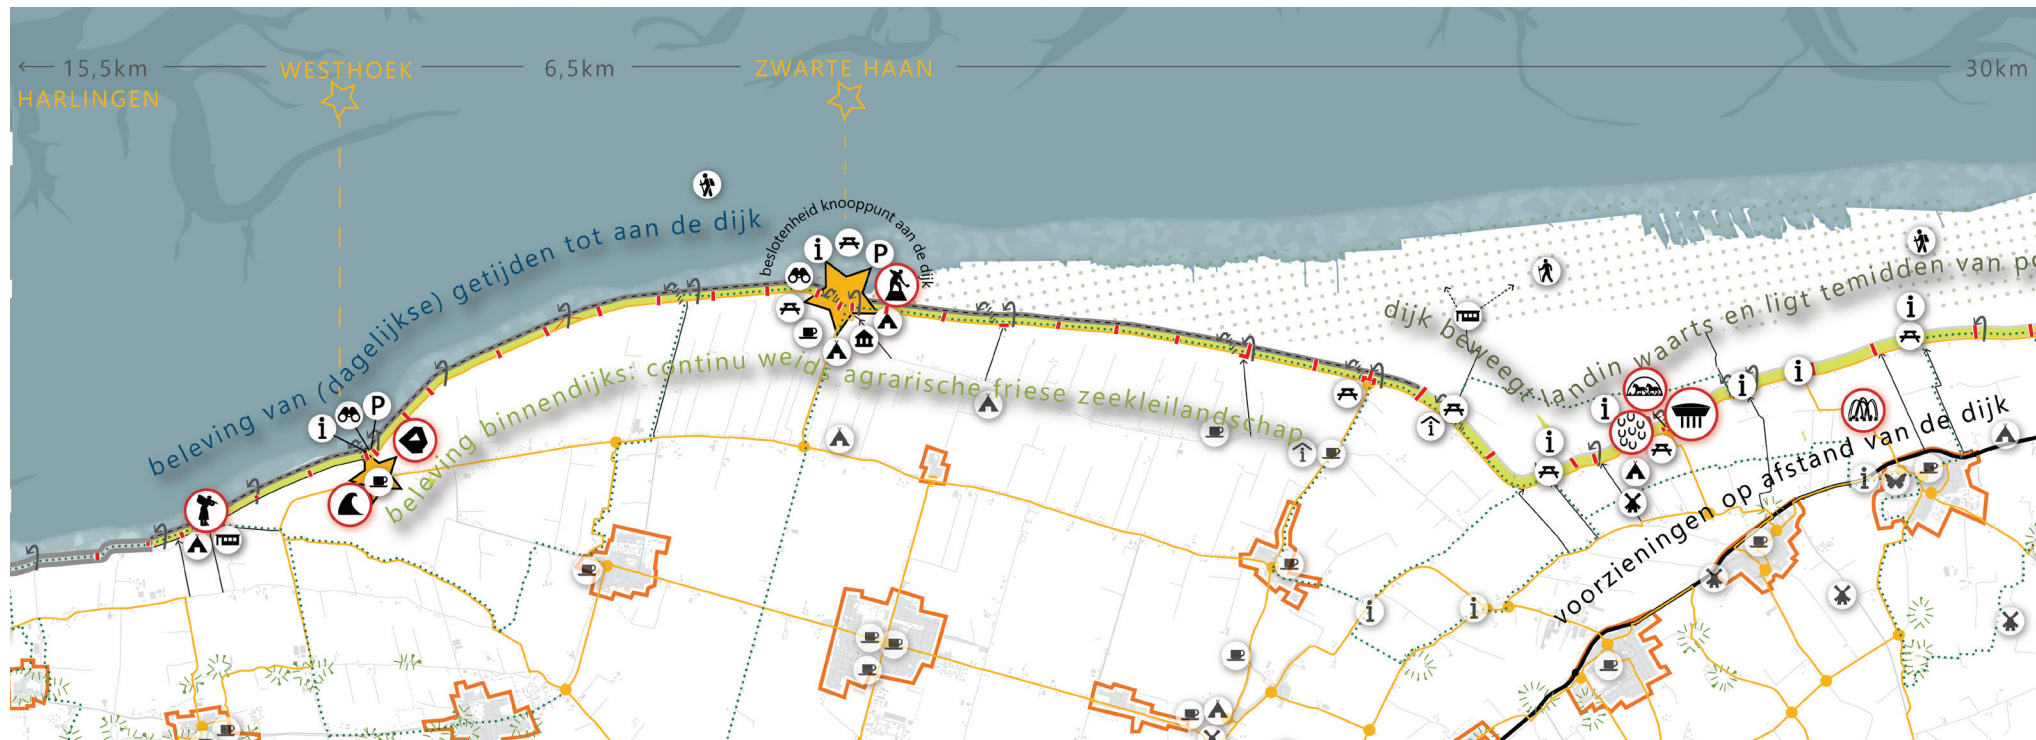 15,5km
WESTHOEK
6,5km
ZWARTE HAAN
30km
HARLINGEN
beleving van (dagelijkse) getijden tot aan de dijk
beslotenheid knooppunt aan de dijk
i
P
i
P
beleving binnendijks: continu weids agrarische friese zeekleilandschap
dijk beweegt landin waarts en ligt temidden van po
voorzieningen op afstand van de dijk
i
i
i
i
i
i
i
i
i
i